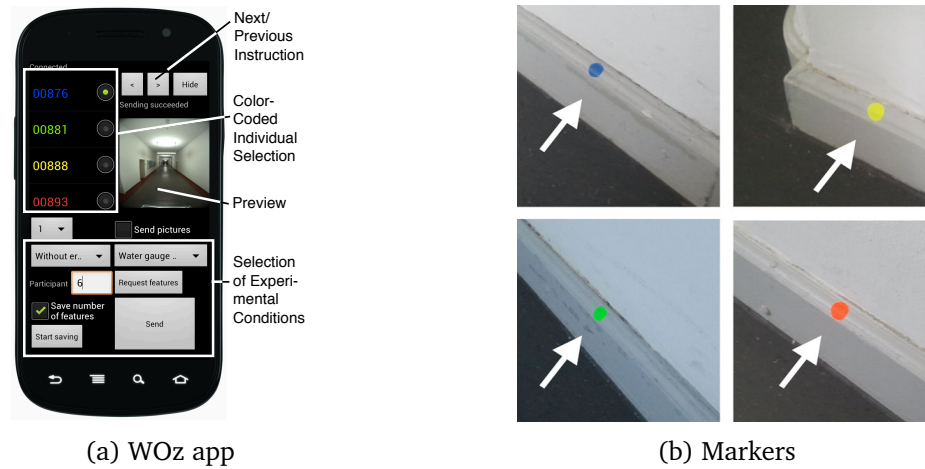 Connected
00876
00881
00888
00893
<
>
Hide
Sending succeeded
1
Send pictures
Without er..
Water gauge ..
Participant
6
Request features
Save number
of features
Start saving
Send
Next/
Previous
Instruction
Color-
Coded
Individual
Selection
Preview
Selection
of Experi-
mental
Conditions
(a) WOz app
(b) Markers